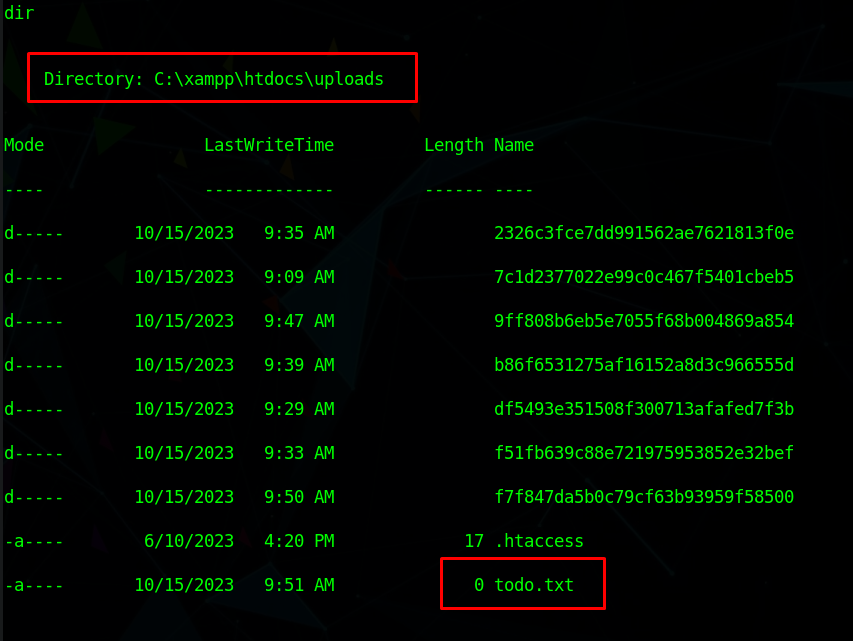 dir
Directory: C:\xampp\htdocs\uploads
Mode LastWriteTime Length Name
---- ------------- ------ ----
d----- 10/15/2023 9:35 AM 2326c3fce7dd991562ae7621813f0e
d----- 10/15/2023 9:09 AM 7c1d2377022e99c0c467f5401cbeb5
d----- 10/15/2023 9:47 AM 9ff808b6eb5e7055f68b004869a854
d----- 10/15/2023 9:39 AM b86f6531275af16152a8d3c966555d
d----- 10/15/2023 9:29 AM df5493e351508f300713afafed7f3b
d----- 10/15/2023 9:33 AM f51fb639c88e721975953852e32bef
d----- 10/15/2023 9:50 AM f7f847da5b0c79cf63b93959f58500
-a---- 6/10/2023 4:20 PM 17 .htaccess
-a---- 10/15/2023 9:51 AM 0 todo.txt